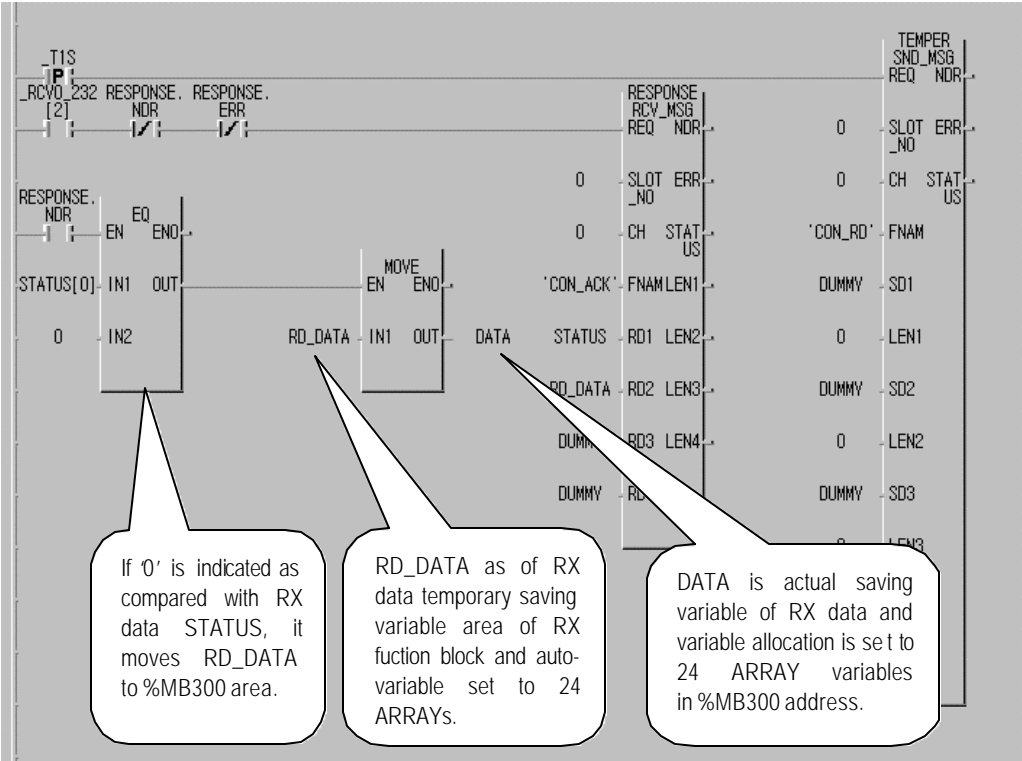 TEMPER
_T1S
SND_MSG
P
REQ NDR
_RCV0_232 RESPONSE. RESPONSE.
RESPONSE
[2] NDR ERR
RCV_MSG
REQ NDR
0 SLOT ERR
_NO
0 SLOT ERR
_NO
0 CH STAT
US
RESPONSE.
NDR
EQ
EN ENO
0 CH STAT
US
'CON_RD' FNAM
MOVE
EN ENO
STATUS[0] IN1 OUT
'CON_ACK' FNAM LEN1
DUMMY SD1
0 IN2
RD_DATA IN1 OUT DATA
STATUS RD1 LEN2
0 LEN1
RD_DATA RD2 LEN3
DUMMY SD2
RD3 LEN4
0 LEN2
DUMMY
DUMMY SD3
LEN3
If '0' is indicated as
compared with RX
data STATUS, it
moves RD_DATA
to %MB300 area.
RD_DATA as of RX
data temporary saving
variable area of RX
fuction block and auto-
variable set to 24
ARRAYs.
DATA is actual saving
variable of RX data and
variable allocation is set to
24 ARRAY variables
in %MB300 address.